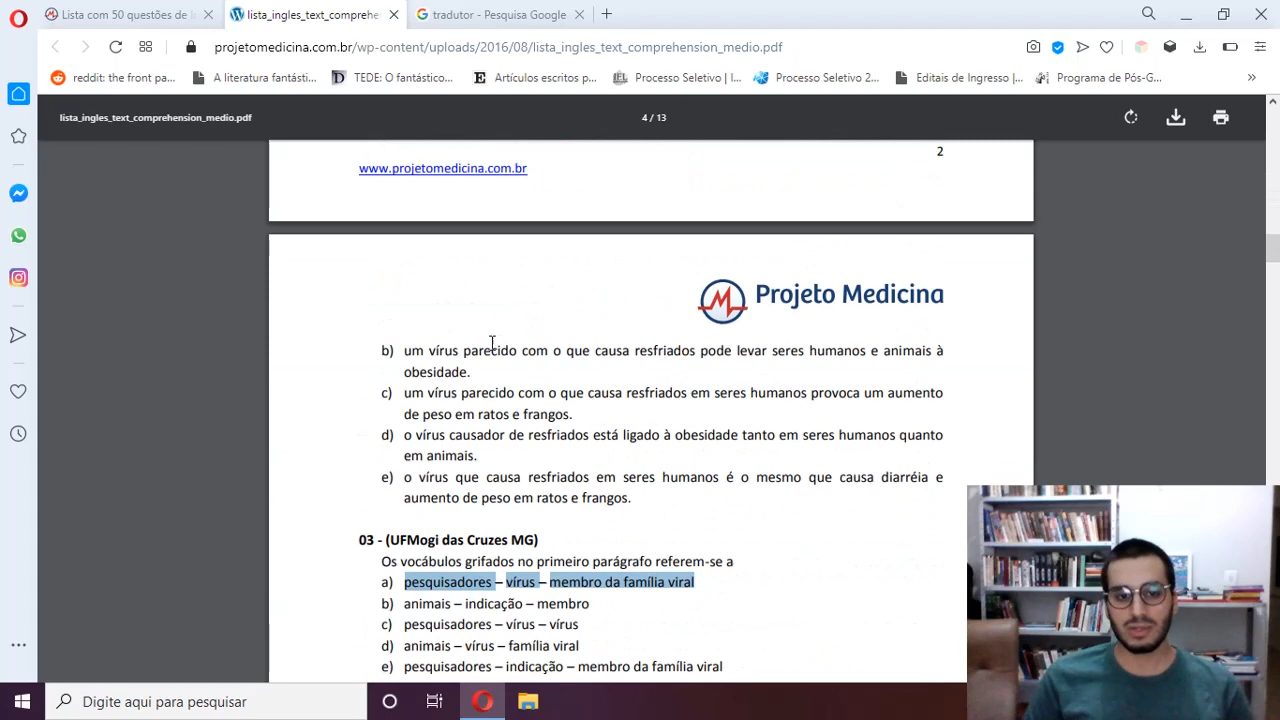 Lista com 50 questões de i
lista_ingles_text_comprehe
tradutor - Pesquisa Google
projetomedicina.com.br/wp-content/uploads/2016/08/lista_ingles_text_comprehension_medio.pdf
reddit: the front pa...
A literatura fantásti...
TEDE: O fantástico...
Artículos escritos p...
Processo Seletivo | I...
Processo Seletivo 2...
Editais de Ingresso |...
Programa de Pós-G...
lista_ingles_text_comprehension_medio.pdf
4 / 13
2
www.projetomedicina.com.br
Projeto Medicina
b) um vírus parecido com o que causa resfriados pode levar seres humanos e animais à
obesidade.
c) um vírus parecido com o que causa resfriados em seres humanos provoca um aumento
de peso em ratos e frangos.
d) o vírus causador de resfriados está ligado à obesidade tanto em seres humanos quanto
em animais.
e) o vírus que causa resfriados em seres humanos é o mesmo que causa diarréia e
aumento de peso em ratos e frangos.
03 - (UFMogi das Cruzes MG)
Os vocábulos grifados no primeiro parágrafo referem-se a
a) pesquisadores – vírus – membro da família viral
b) animais – indicação – membro
c) pesquisadores – vírus – vírus
d) animais – vírus – família viral
e) pesquisadores – indicação – membro da família viral
Digite aqui para pesquisar